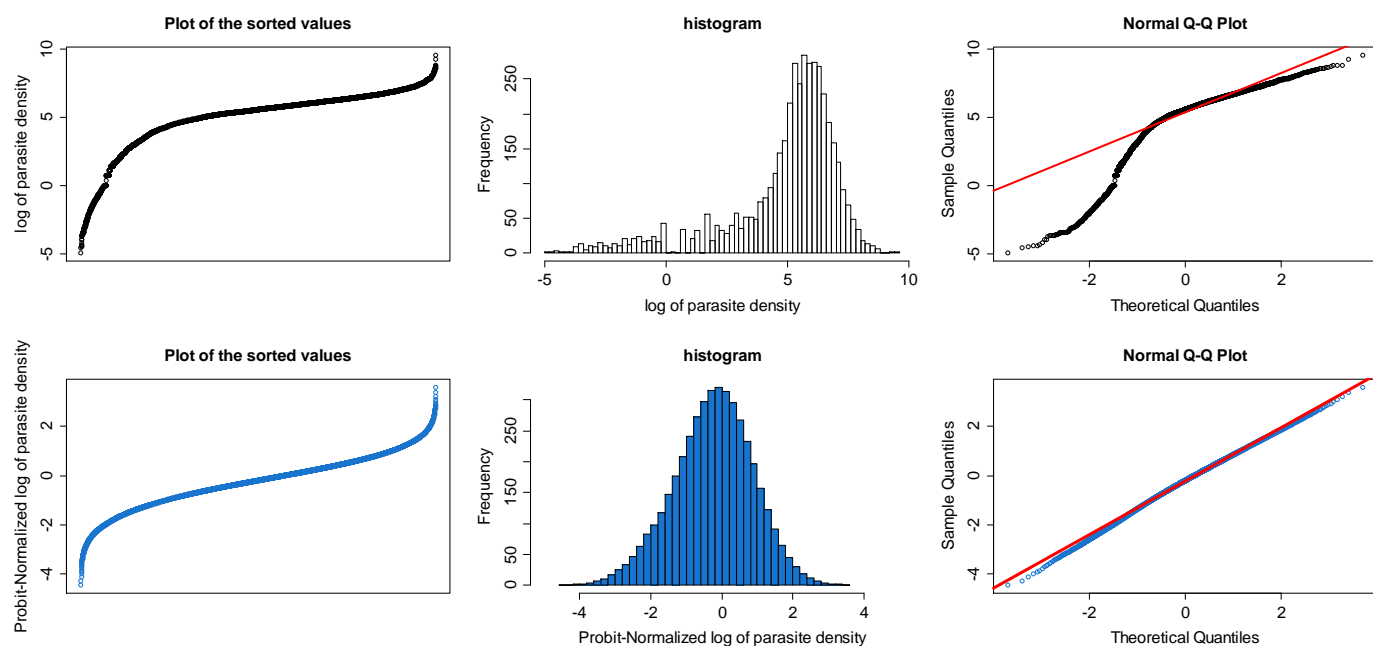 Plot of the sorted values
log of parasite density
-5
0
5
10
histogram
Frequency
0
50
150
250
-5
0
5
10
log of parasite density
Normal Q-Q Plot
Sample Quantiles
-5
0
5
10
-2
0
2
Theoretical Quantiles
Plot of the sorted values
Probit-Normalized log of parasite density
-4
-2
0
2
histogram
Frequency
0
50
150
250
-4
-2
0
2
4
Probit-Normalized log of parasite density
Normal Q-Q Plot
Sample Quantiles
-4
-2
0
2
-2
0
2
Theoretical Quantiles